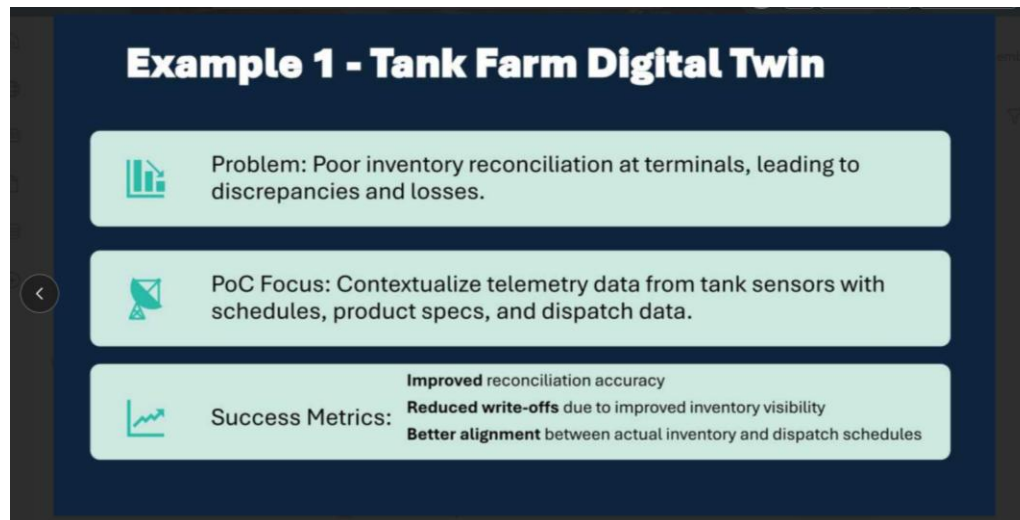 Example 1 - Tank Farm Digital Twin
Problem: Poor inventory reconciliation at terminals, leading to
discrepancies and losses.
PoC Focus: Contextualize telemetry data from tank sensors with
schedules, product specs, and dispatch data.
Success Metrics:
Improved reconciliation accuracy
Reduced write-offs due to improved inventory visibility
Better alignment between actual inventory and dispatch schedules